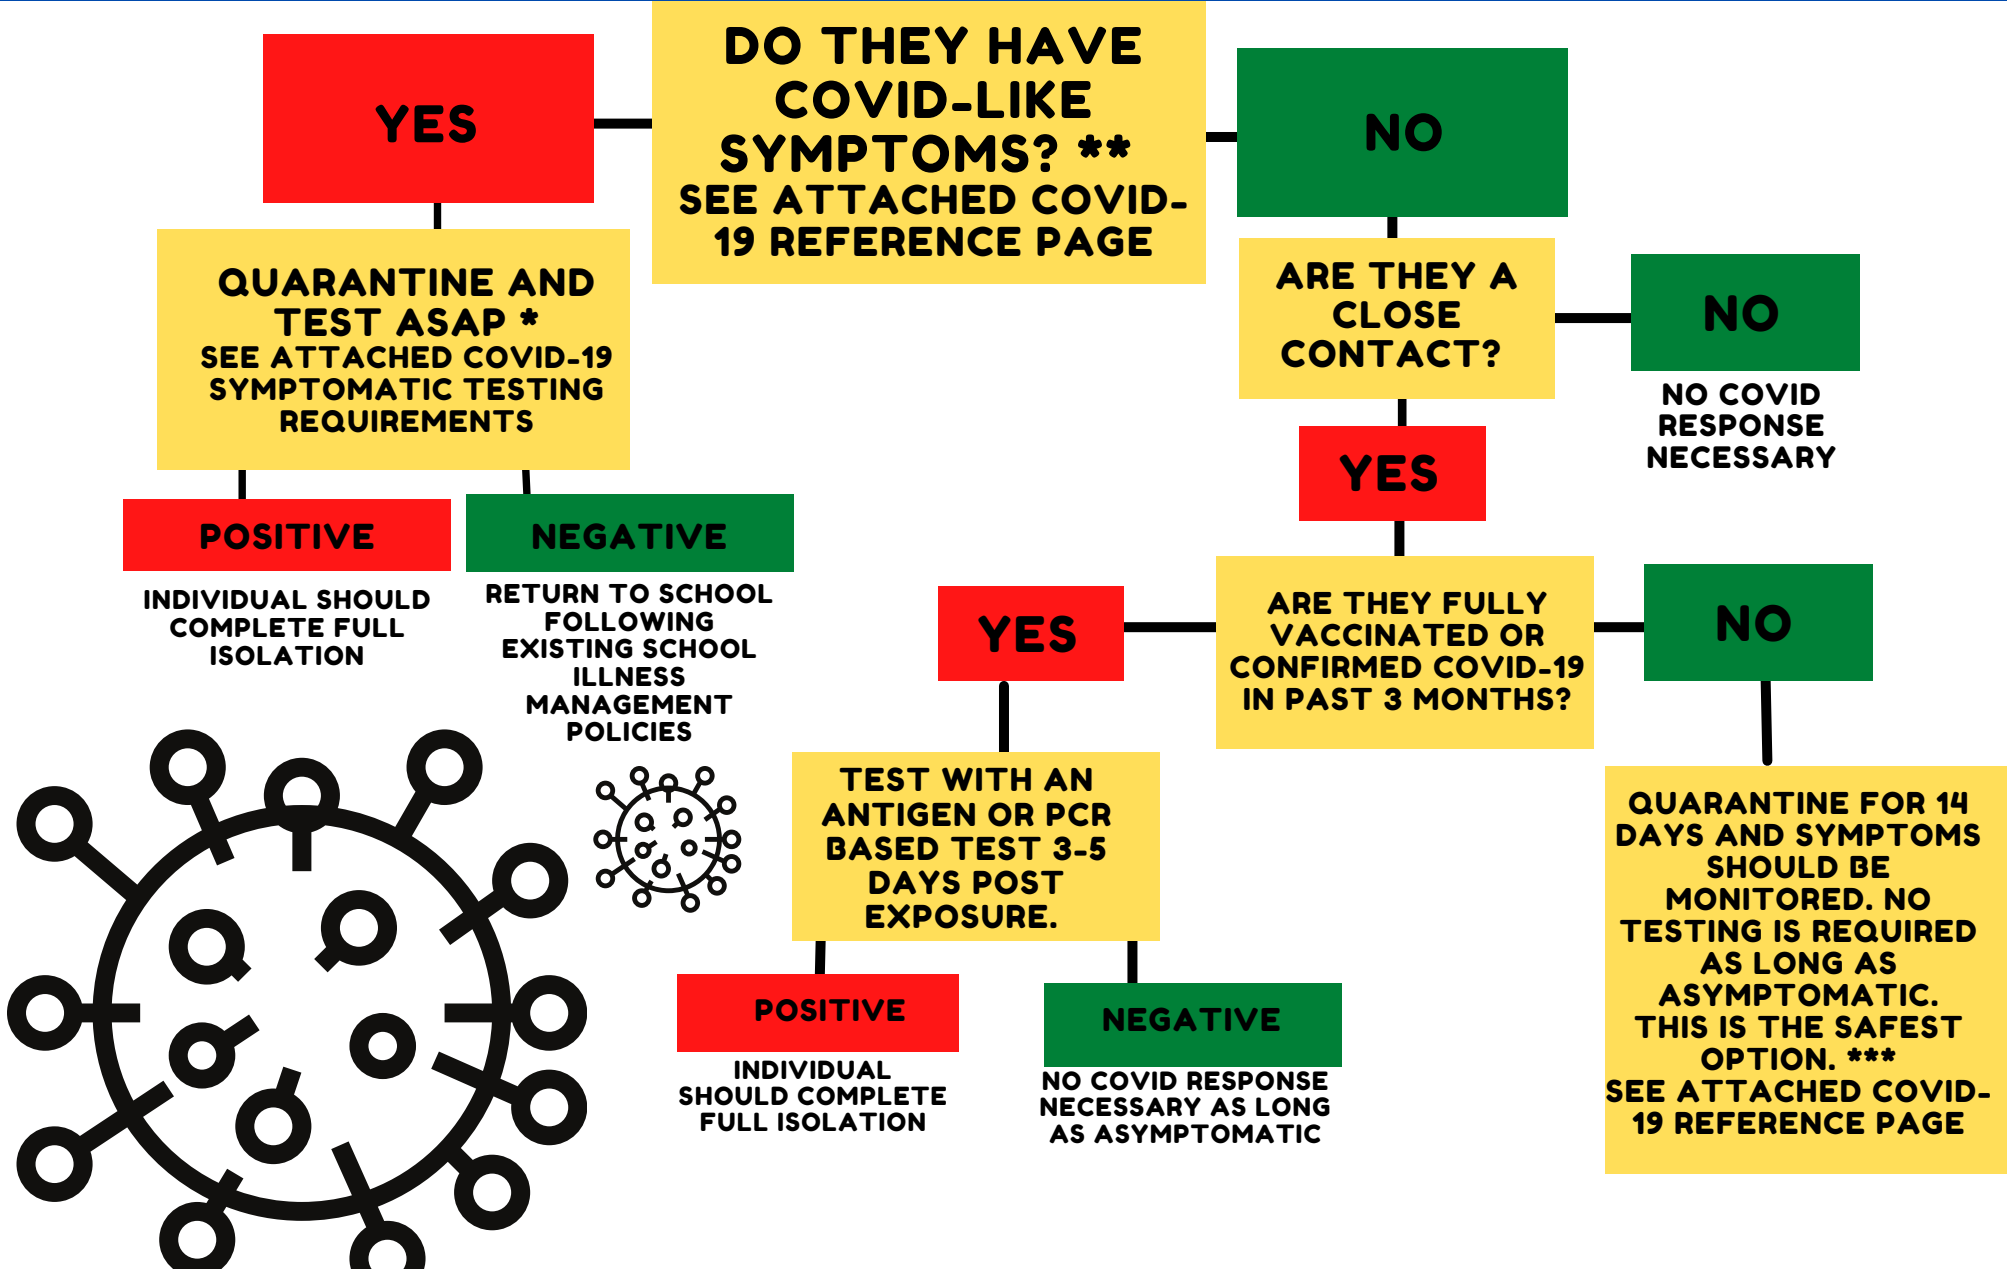 DO THEY HAVE
COVID-LIKE
SYMPTOMS? **
SEE ATTACHED COVID-
19 REFERENCE PAGE
YES
QUARANTINE AND
TEST ASAP *
SEE ATTACHED COVID-19
SYMPTOMATIC TESTING
REQUIREMENTS
POSITIVE
INDIVIDUAL SHOULD
COMPLETE FULL
ISOLATION
NEGATIVE
RETURN TO SCHOOL
FOLLOWING
EXISTING SCHOOL
ILLNESS
MANAGEMENT
POLICIES
NO
ARE THEY A
CLOSE
CONTACT?
NO
NO COVID
RESPONSE
NECESSARY
YES
ARE THEY FULLY
VACCINATED OR
CONFIRMED COVID-19
IN PAST 3 MONTHS?
YES
TEST WITH AN
ANTIGEN OR PCR
BASED TEST 3-5
DAYS POST
EXPOSURE.
POSITIVE
INDIVIDUAL
SHOULD COMPLETE
FULL ISOLATION
NEGATIVE
NO COVID RESPONSE
NECESSARY AS LONG
AS ASYMPTOMATIC
NO
QUARANTINE FOR 14
DAYS AND SYMPTOMS
SHOULD BE
MONITORED. NO
TESTING IS REQUIRED
AS LONG AS
ASYMPTOMATIC.
THIS IS THE SAFEST
OPTION. ***
SEE ATTACHED COVID-
19 REFERENCE PAGE